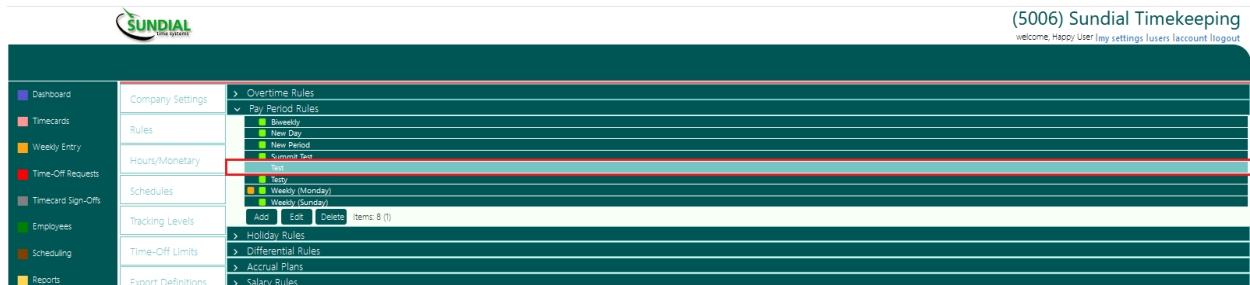 SUNDIAL
time systems
(5006) Sundial Timekeeping
welcome, Happy User |my settings |users |account |logout
Dashboard
Timecards
Weekly Entry
Time-Off Requests
Timecard Sign-Offs
Employees
Scheduling
Reports
Company Settings
Rules
Hours/Monetary
Schedules
Tracking Levels
Time-Off Limits
Export Definitions
> Overtime Rules
Pay Period Rules
Biweekly
New Day
New Period
Summit Test
Test
Testy
Weekly (Monday)
Weekly (Sunday)
Add Edit Delete Items: 8 (1)
> Holiday Rules
> Differential Rules
> Accrual Plans
> Salary Rules